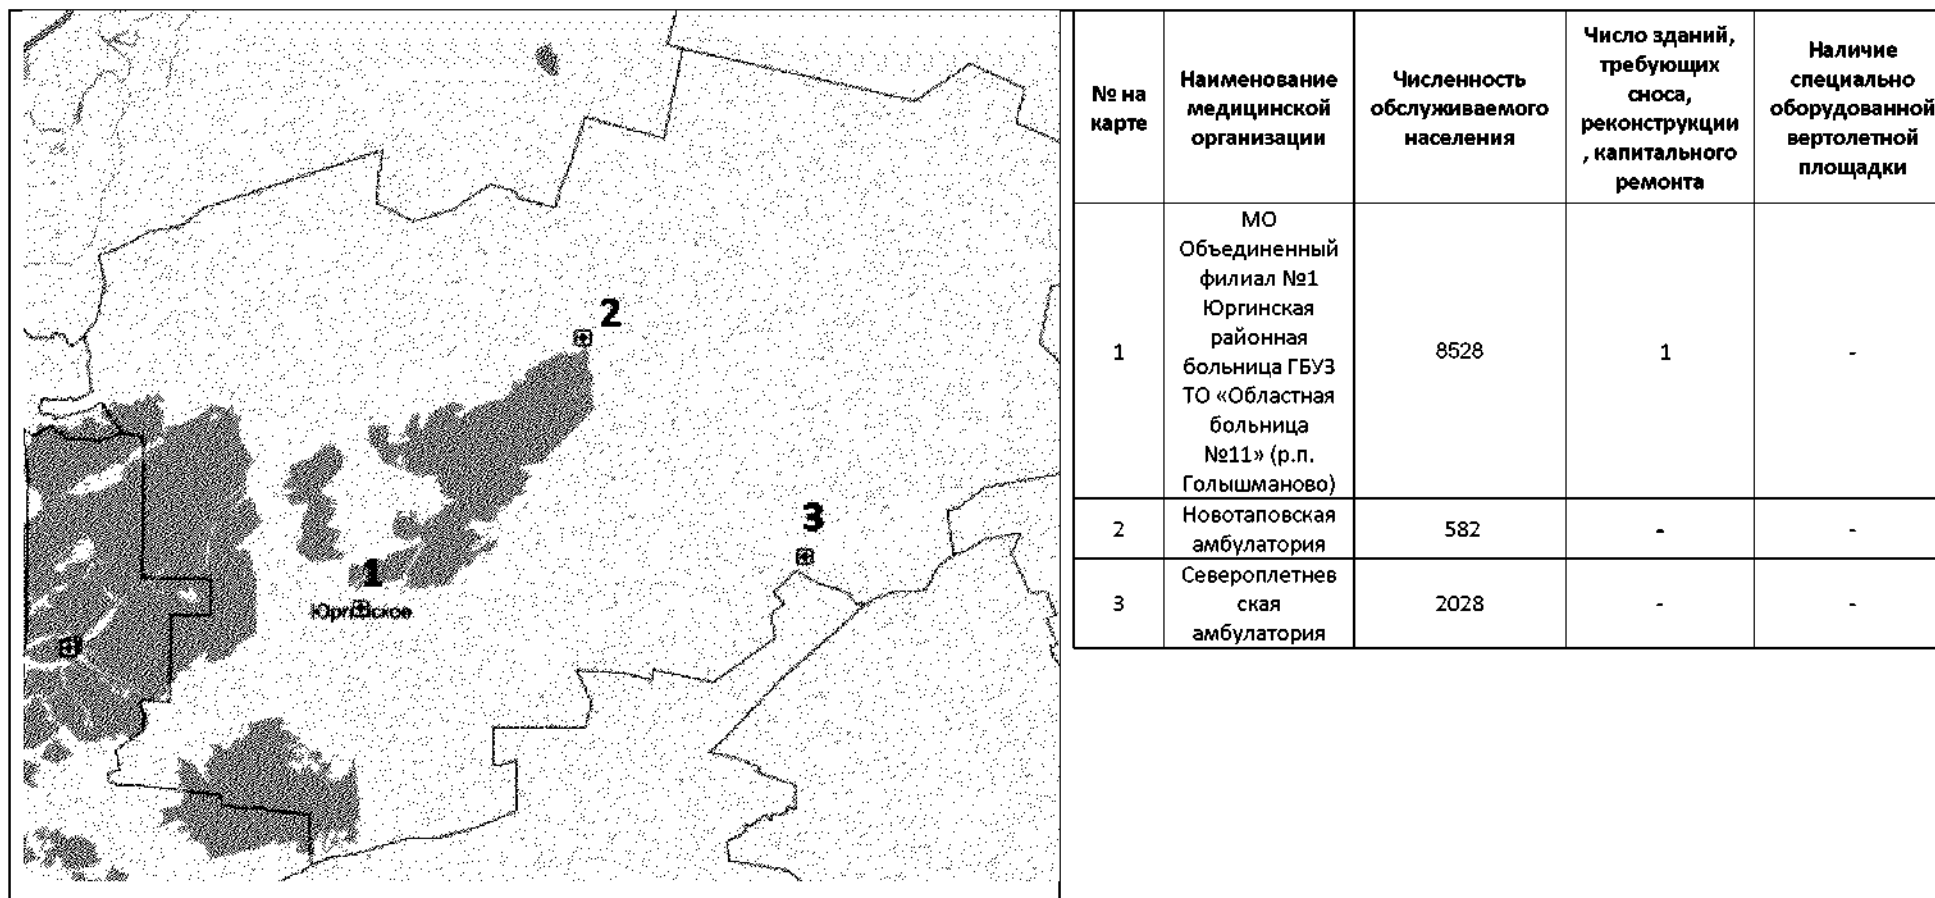 2
3
1
Юргинское
№ на
карте
Наименование
медицинской
организации
Численность
обслуживаемого
населения
Число зданий,
требующих
сноса,
реконструкции
, капитального
ремонта
Наличие
специально
оборудованной
вертолетной
площадки
1
МО
Объединенный
филиал №1
Юргинская
районная
больница ГБУЗ
ТО «Областная
больница
№11» (р.п.
Голышманово)
8528
1
-
2
Новотаповская
амбулатория
582
-
-
3
Североплетнев
ская
амбулатория
2028
-
-